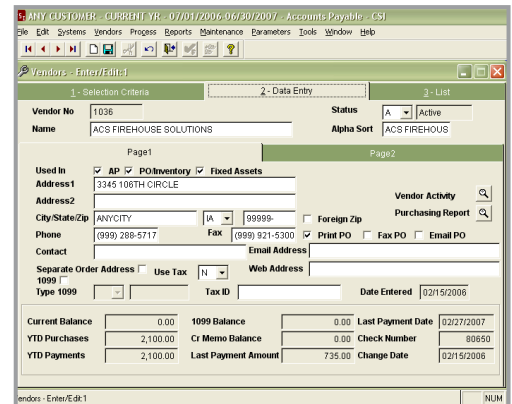 ANY CUSTOMER - CURRENT YR - 07/01/2006-06/30/2007 - Accounts Payable - CSI
File Edit Systems Vendors Progess Reports Maintenance Parameters Tools Window Help
Vendors - Enter/Edit:1
1 - Selection Criteria 2 - Data Entry 3 - List
Vendor No 1036 Status A Active
Name ACS FIREHOUSE SOLUTIONS Alpha Sort ACS FIREHOUS
Page1 Page2
Used In AP PO/Inventory Fixed Assets
Address1 3345 106TH CIRCLE
Address2 Vendor Activity
City/State/Zip ANYCITY IA 99999- Foreign Zip Purchasing Report
Phone (999) 288-5717 Fax (999) 921-5300 Print PO Fax PO Email PO
Contact Email Address
Separate Order Address Use Tax N Web Address
1099
Type 1099 Tax ID Date Entered 02/15/2006
Current Balance 0.00 1099 Balance 0.00 Last Payment Date 02/27/2007
YTD Purchases 2,100.00 Cr Memo Balance 0.00 Check Number 80650
YTD Payments 2,100.00 Last Payment Amount 735.00 Change Date 02/15/2006
endors - Enter/Edit:1 NUM